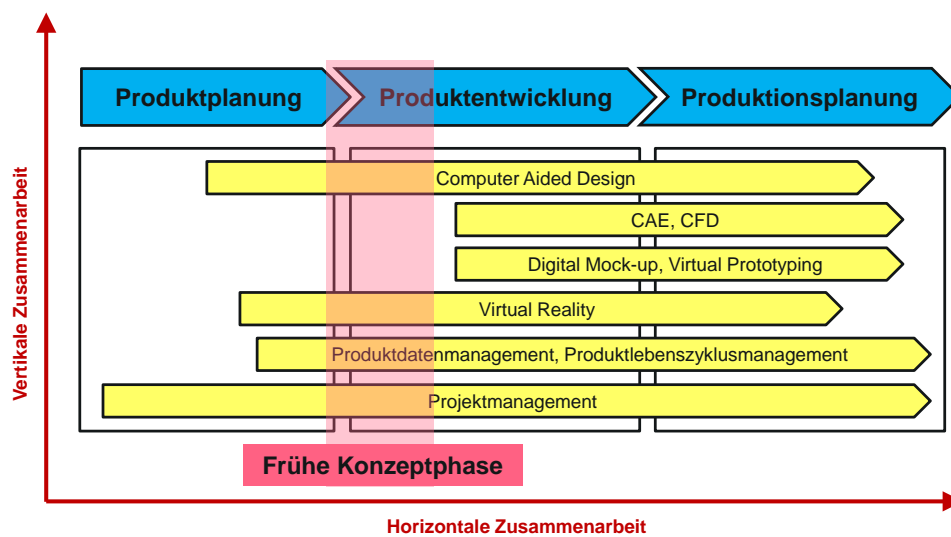 Produktplanung
Produktentwicklung
Produktionsplanung
Computer Aided Design
CAE, CFD
Digital Mock-up, Virtual Prototyping
Virtual Reality
Produktdatenmanagement, Produktlebenszyklusmanagement
Projektmanagement
Frühe Konzeptphase
Vertikale Zusammenarbeit
Horizontale Zusammenarbeit